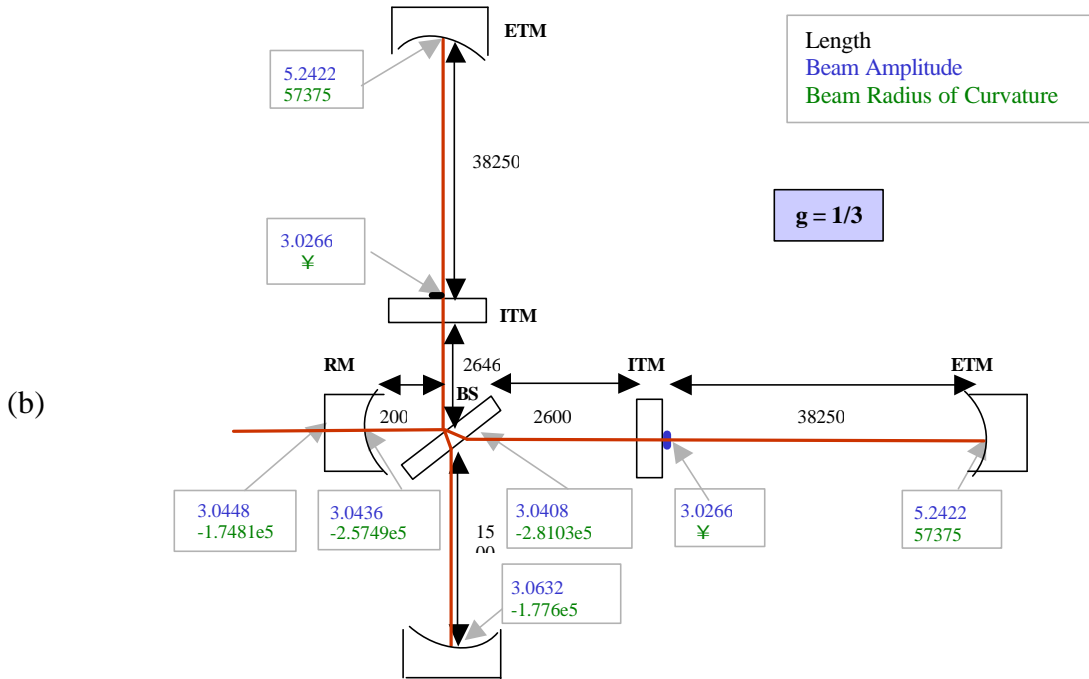 ETM
Length
Beam Amplitude
Beam Radius of Curvature
5.2422
57375
38250
g = 1/3
3.0266
¥
ITM
2646
RM
ITM
ETM
(b)
BS
200
2600
38250
3.0448
-1.7481e5
3.0436
-2.5749e5
3.0408
-2.8103e5
3.0266
¥
5.2422
57375
15
00
3.0632
-1.776e5